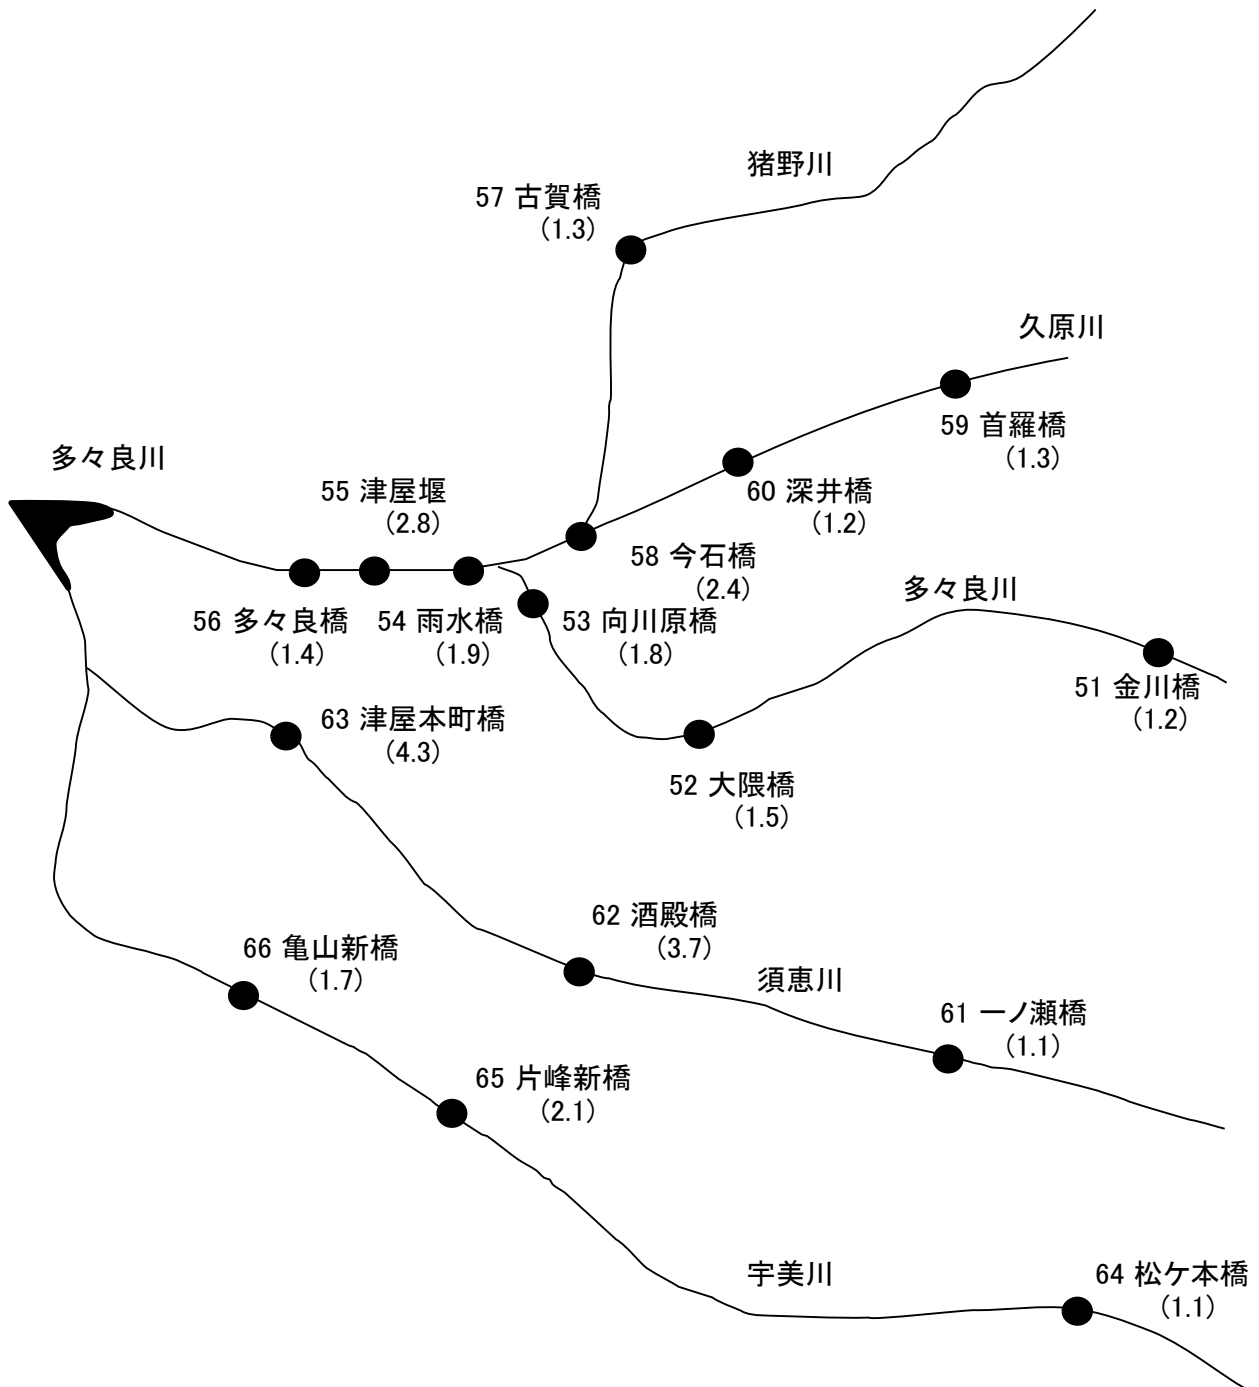 猪野川
57 古賀橋
(1.3)
久原川
59 首羅橋
(1.3)
多々良川
55 津屋堰
(2.8)
60 深井橋
(1.2)
58 今石橋
(2.4)
多々良川
56 多々良橋
(1.4)
54 雨水橋
(1.9)
53 向川原橋
(1.8)
51 金川橋
(1.2)
63 津屋本町橋
(4.3)
52 大隈橋
(1.5)
62 酒殿橋
(3.7)
66 亀山新橋
(1.7)
須恵川
61 一ノ瀬橋
(1.1)
65 片峰新橋
(2.1)
宇美川
64 松ケ本橋
(1.1)